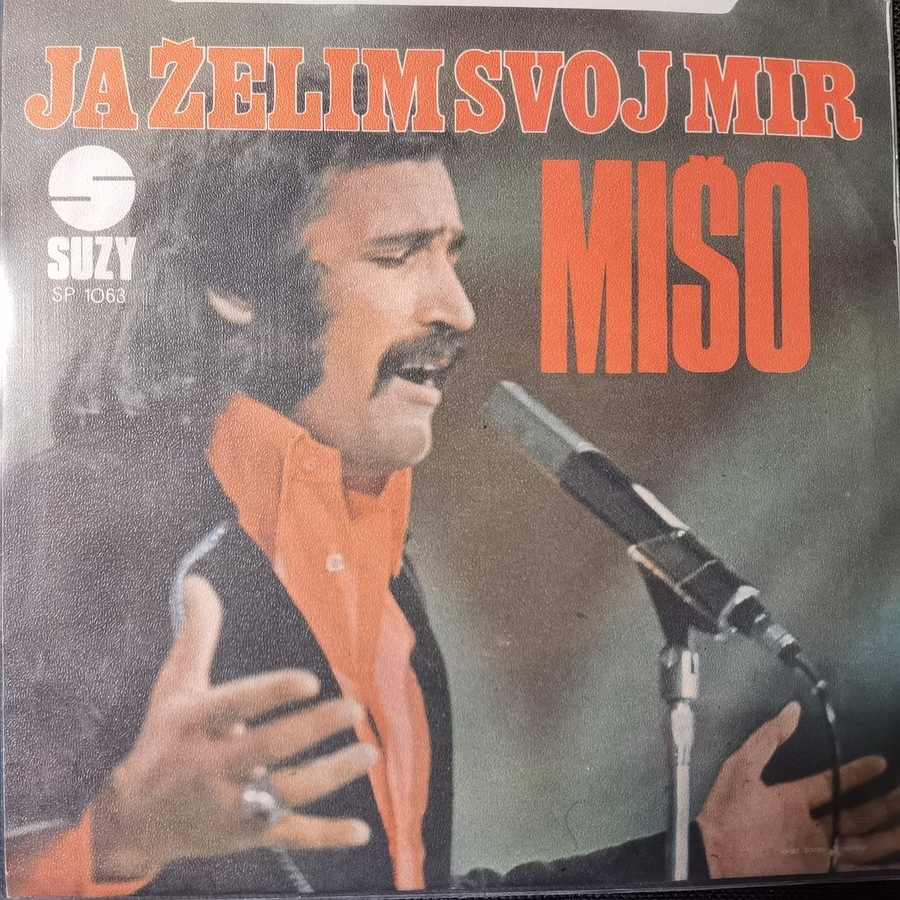 JA ŽELIM SVOJ MIR
MIŠO
SUZY
SP 1063